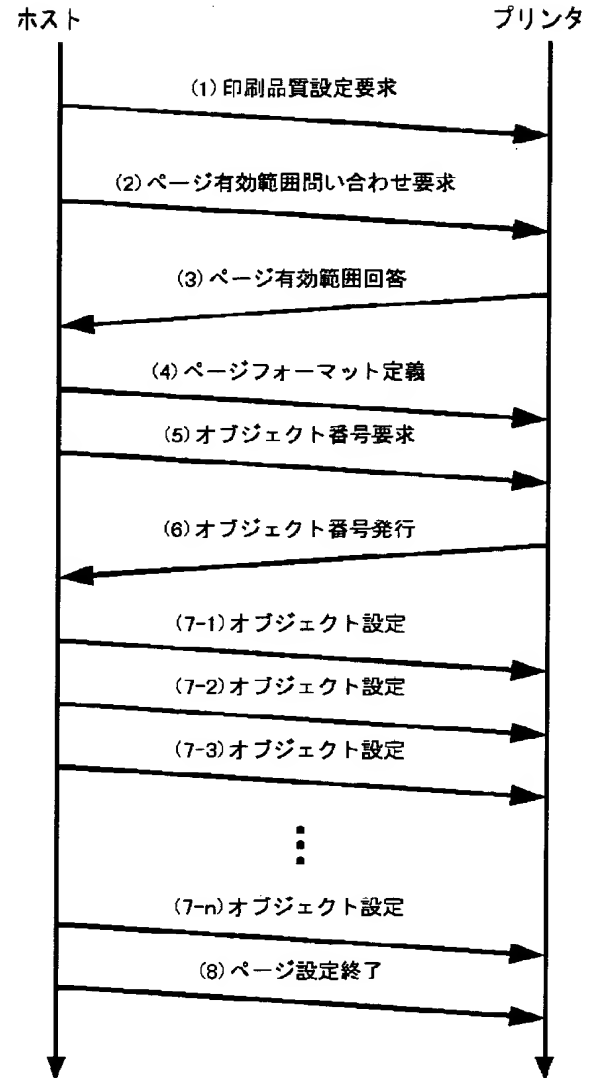 ホスト
プリンタ
(1)印刷品質設定要求
(2)ページ有効範囲問い合わせ要求
(3)ページ有効範囲回答
(4)ページフォーマット定義
(5)オブジェクト番号要求
(6)オブジェクト番号発行
(7-1)オブジェクト設定
(7-2)オブジェクト設定
(7-3)オブジェクト設定
(7-n)オブジェクト設定
(8)ページ設定終了